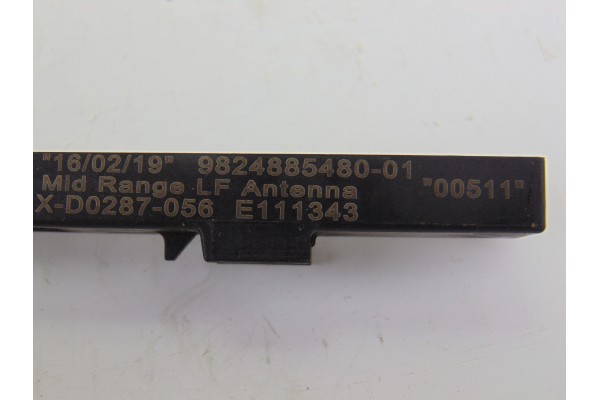 "16/02/19" 9824885480-01
Mid Range LF Antenna "00511"
X-D0287-056 E111343